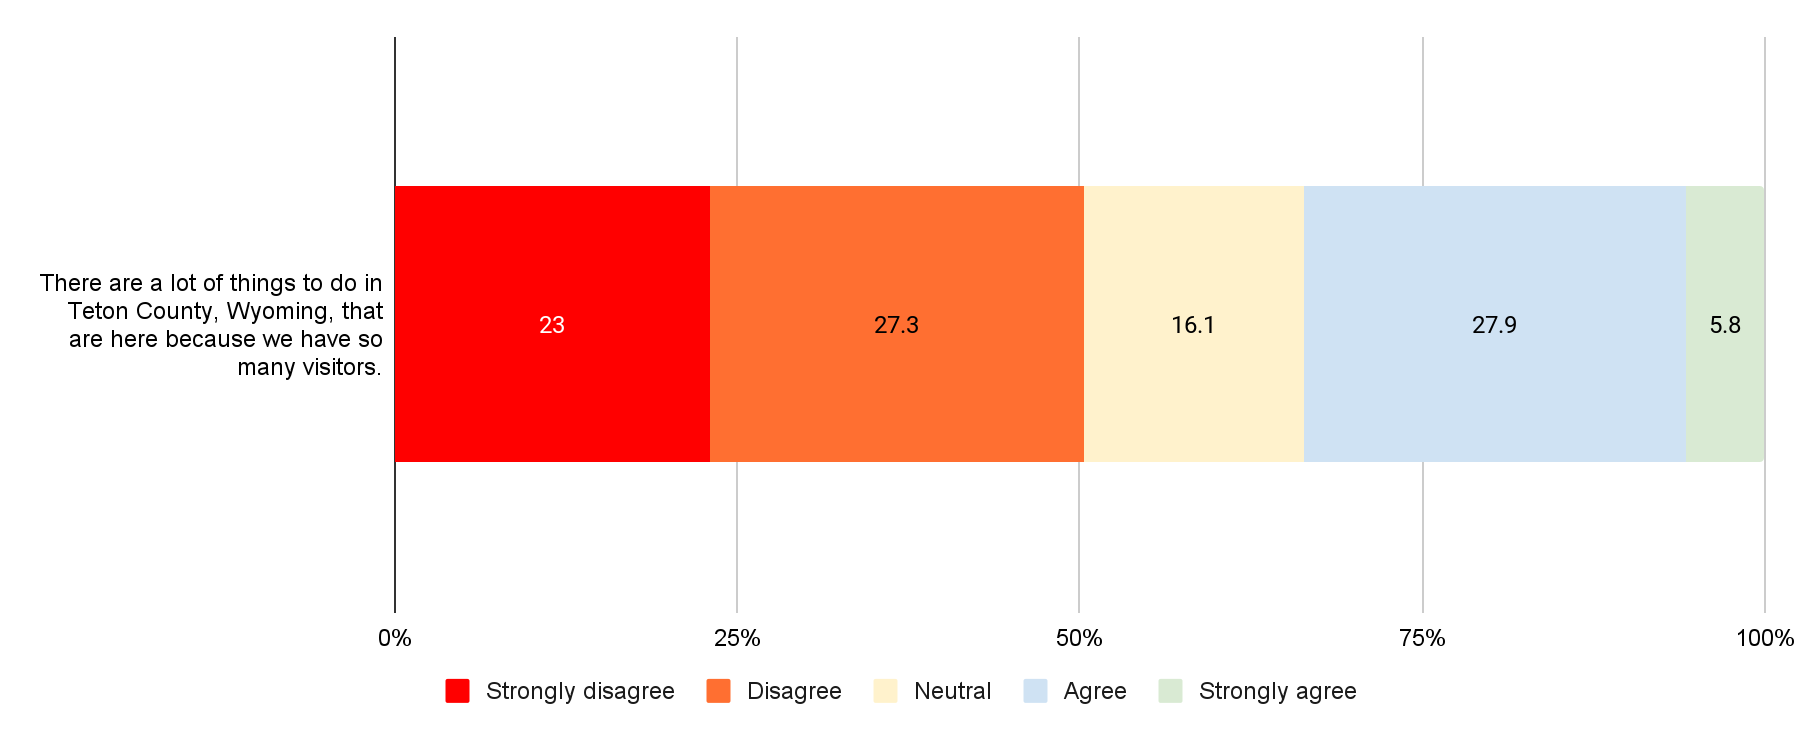 There are a lot of things to do in
Teton County, Wyoming, that
are here because we have so
many visitors.
23
27.3
16.1
27.9
5.8
0%
25%
50%
75%
100%
Strongly disagree
Disagree
Neutral
Agree
Strongly agree